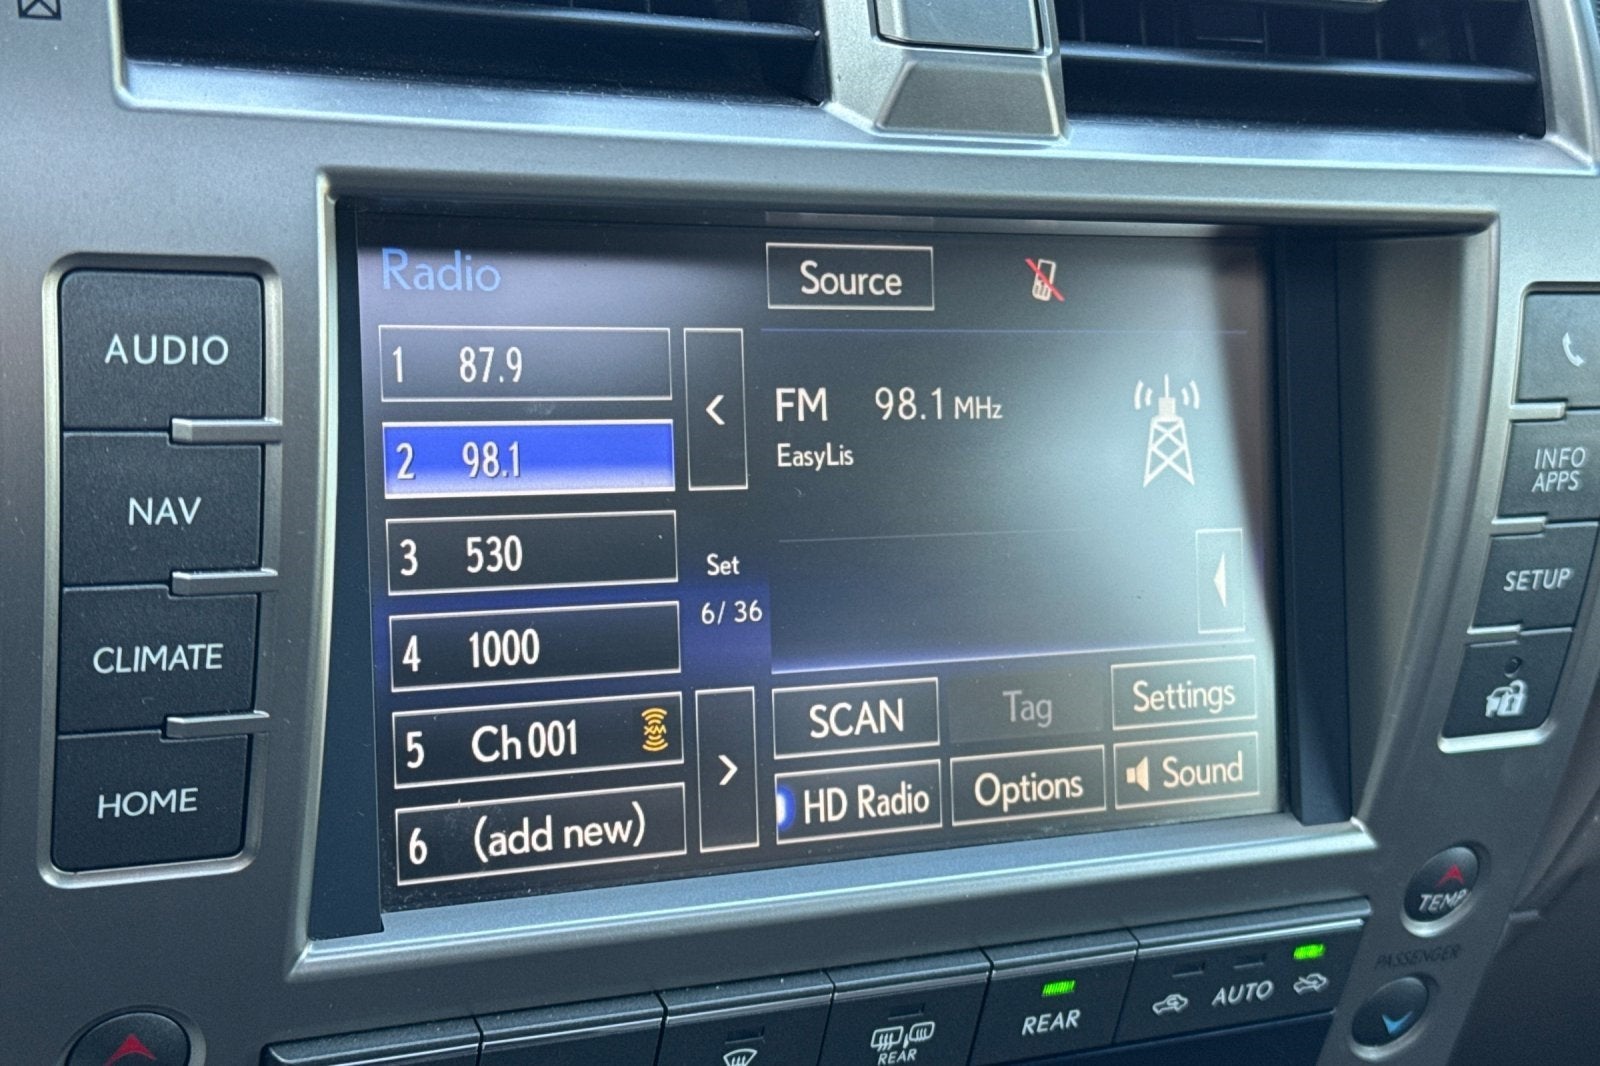 Radio
Source
1 87.9
2 98.1
3 530
4 1000
5 Ch 001 XM
6 (add new)
<
Set
6/ 36
>
FM 98.1 MHz
EasyLis
SCAN
Tag
Settings
HD Radio
Options
Sound
AUDIO
NAV
CLIMATE
HOME
INFO
APPS
SETUP
TEMP
PASSENGER
REAR
REAR
AUTO